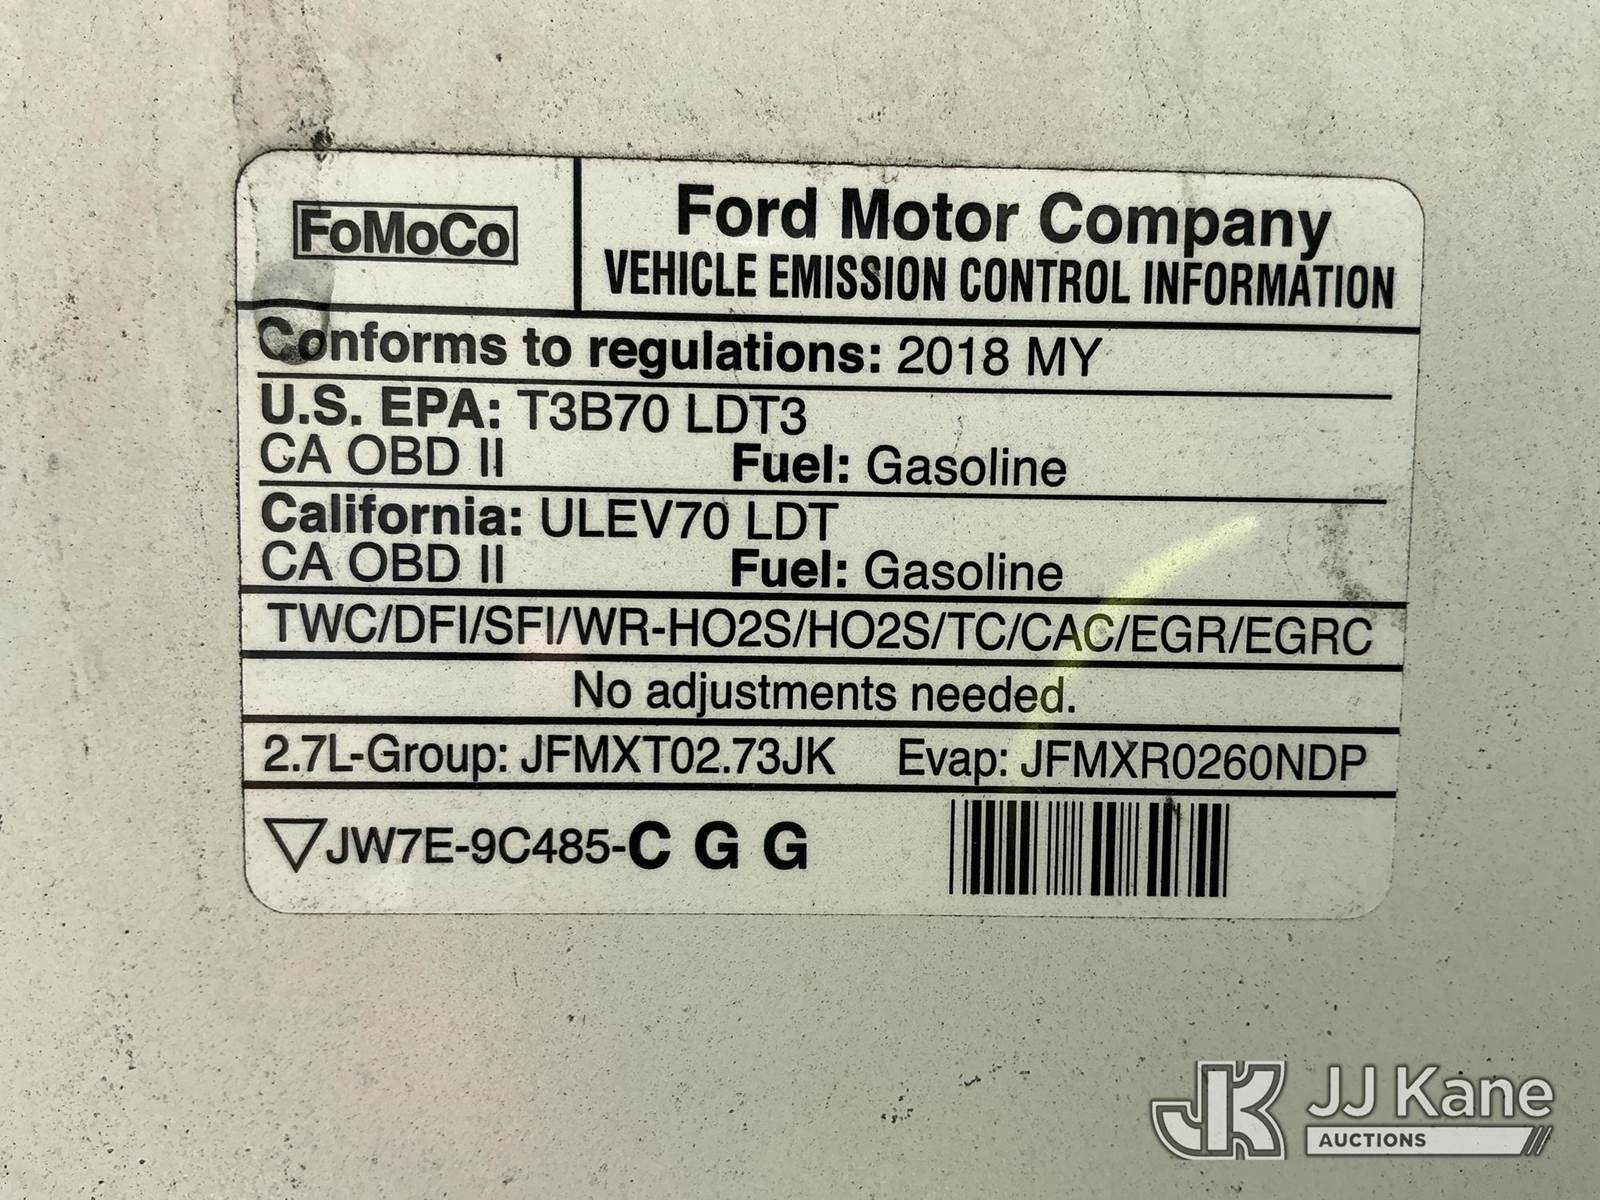 FoMoCo
Ford Motor Company
VEHICLE EMISSION CONTROL INFORMATION
Conforms to regulations: 2018 MY
U.S. EPA: T3B70 LDT3
CA OBD II Fuel: Gasoline
California: ULEV70 LDT
CA OBD II Fuel: Gasoline
TWC/DFI/SFI/WR-HO2S/HO2S/TC/CAC/EGR/EGRC
No adjustments needed.
2.7L-Group: JFMXT02.73JK Evap: JFMXR0260NDP
JW7E-9C485-C G G
JK JJ Kane
AUCTIONS